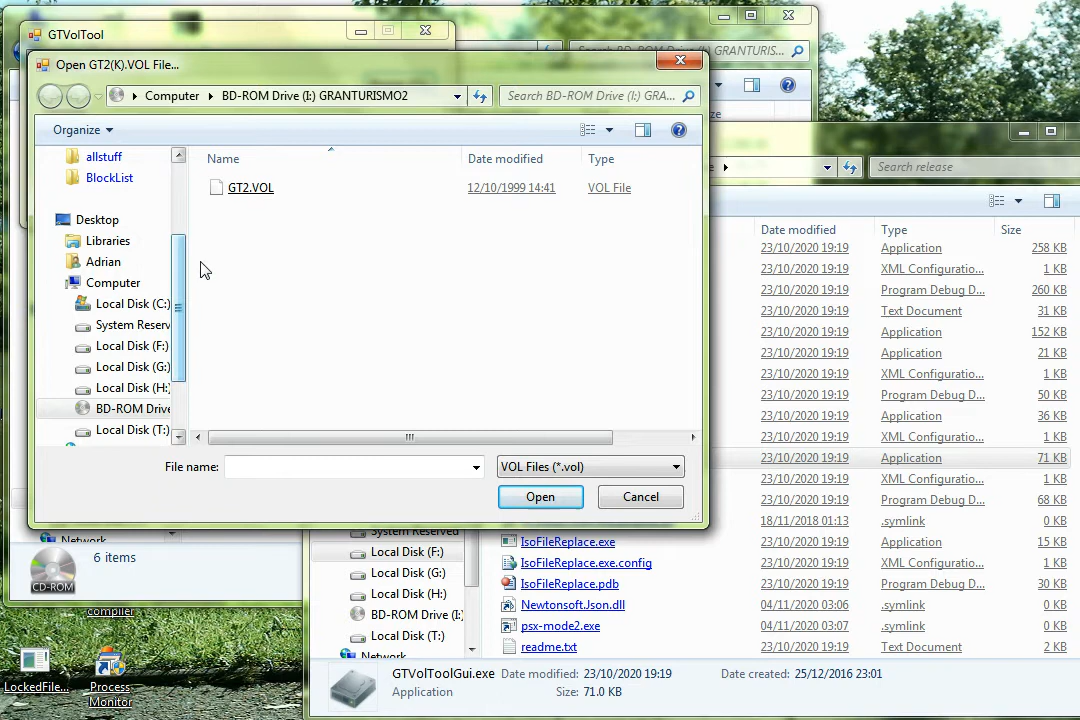 GTVolTool
Open GT2(K).VOL File...
Search BD-ROM Drive (I:) GRANTURIS...
Computer BD-ROM Drive (I:) GRANTURISMO2
Search BD-ROM Drive (I:) GRA...
Organize
Search release
allstuff
BlockList
Desktop
Libraries
Adrian
Computer
Local Disk (C:)
System Reserv
Local Disk (F:)
Local Disk (G:)
Local Disk (H:)
BD-ROM Drive
Local Disk (T:)
Name Date modified Type
GT2.VOL 12/10/1999 14:41 VOL File
File name: VOL Files (*.vol)
Open Cancel
Date modified Type Size
23/10/2020 19:19 Application 258 KB
23/10/2020 19:19 XML Configuratio... 1 KB
23/10/2020 19:19 Program Debug D... 260 KB
23/10/2020 19:19 Text Document 31 KB
23/10/2020 19:19 Application 152 KB
23/10/2020 19:19 Application 21 KB
23/10/2020 19:19 XML Configuratio... 1 KB
23/10/2020 19:19 Program Debug D... 50 KB
23/10/2020 19:19 Application 36 KB
23/10/2020 19:19 XML Configuratio... 1 KB
23/10/2020 19:19 Application 71 KB
23/10/2020 19:19 XML Configuratio... 1 KB
23/10/2020 19:19 Program Debug D... 68 KB
18/11/2018 01:13 .symlink 0 KB
IsoFileReplace.exe 23/10/2020 19:19 Application 15 KB
IsoFileReplace.exe.config 23/10/2020 19:19 XML Configuratio... 1 KB
IsoFileReplace.pdb 23/10/2020 19:19 Program Debug D... 30 KB
Newtonsoft.Json.dll 04/11/2020 03:06 .symlink 0 KB
psx-mode2.exe 04/11/2020 03:07 .symlink 0 KB
readme.txt 23/10/2020 19:19 Text Document 2 KB
System Reserved
Local Disk (F:)
Local Disk (G:)
Local Disk (H:)
BD-ROM Drive (I:
Local Disk (T:)
Network
GTVolToolGui.exe Date modified: 23/10/2020 19:19 Date created: 25/12/2016 23:01
Application Size: 71.0 KB
Network
6 items
CD-ROM
compiler
LockedFile...
Process
Monitor